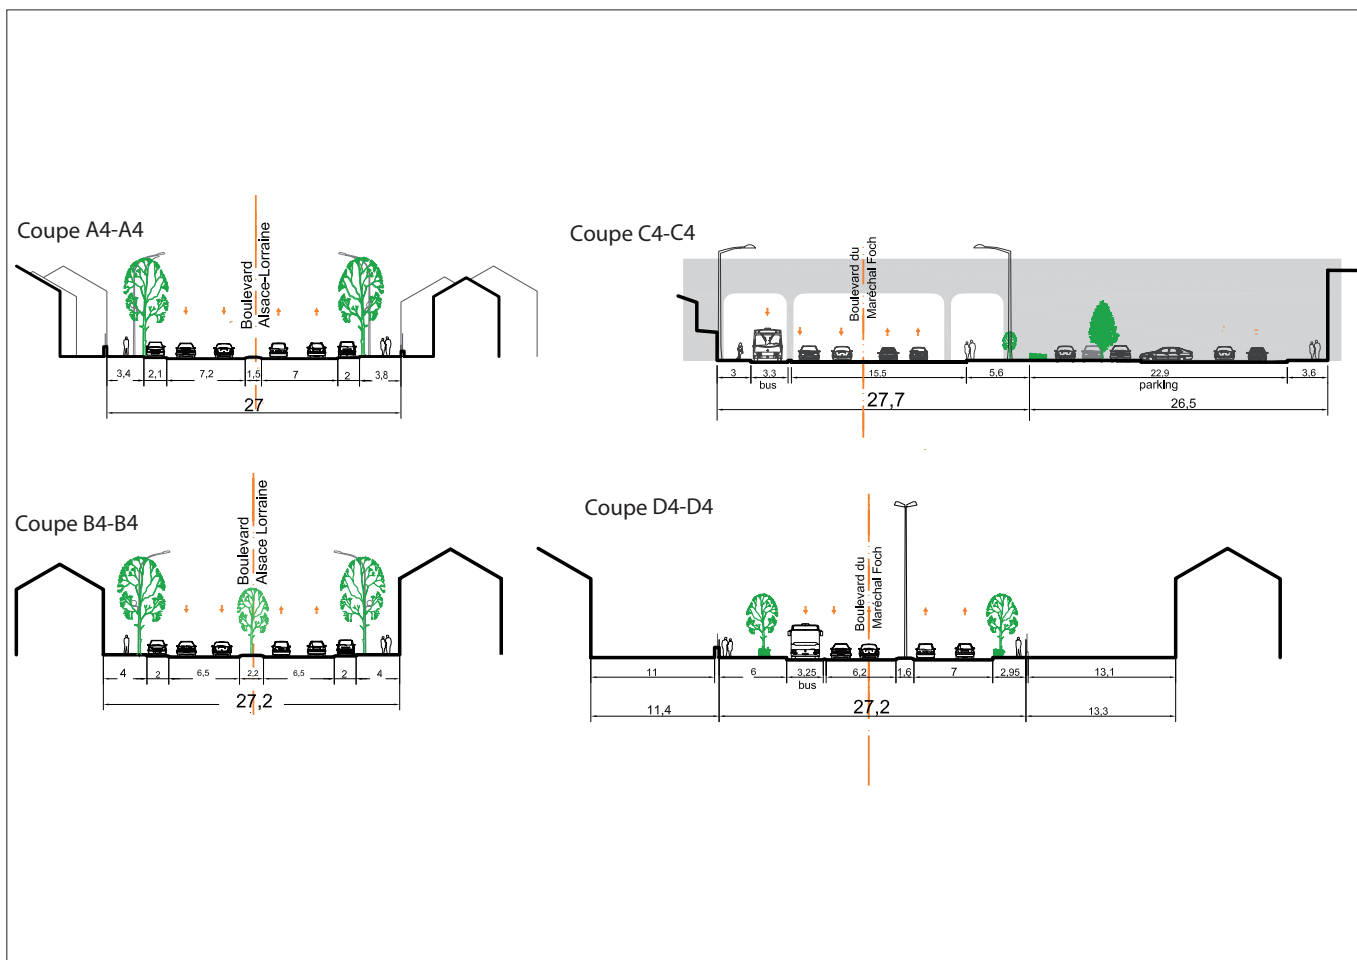 Coupe A4-A4
Boulevard
Alsace-Lorraine
3,4
2,1
7,2
1,5
7
2
3,8
27
Coupe C4-C4
Boulevard du
Maréchal Foch
3
3,3
15,5
5,6
22,9
3,6
bus
parking
27,7
26,5
Coupe B4-B4
Boulevard
Alsace Lorraine
4
2
6,5
2,2
6,5
2
4
27,2
Coupe D4-D4
Boulevard du
Maréchal Foch
11
6
3,25
6,2
1,6
7
2,95
13,1
bus
11,4
27,2
13,3